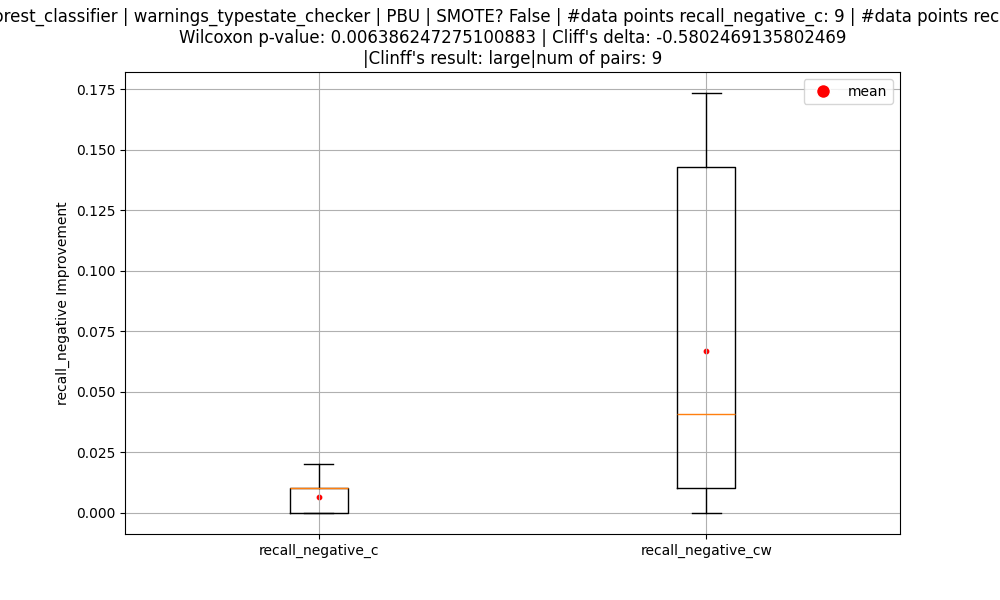 orest_classifier | warnings_typestate_checker | PBU | SMOTE? False | #data points recall_negative_c: 9 | #data points rec
Wilcoxon p-value: 0.006386247275100883 | Cliff's delta: -0.5802469135802469
|Clinff's result: large|num of pairs: 9
mean
0.175
0.150
0.125
0.100
0.075
0.050
0.025
0.000
recall_negative Improvement
recall_negative_c
recall_negative_cw